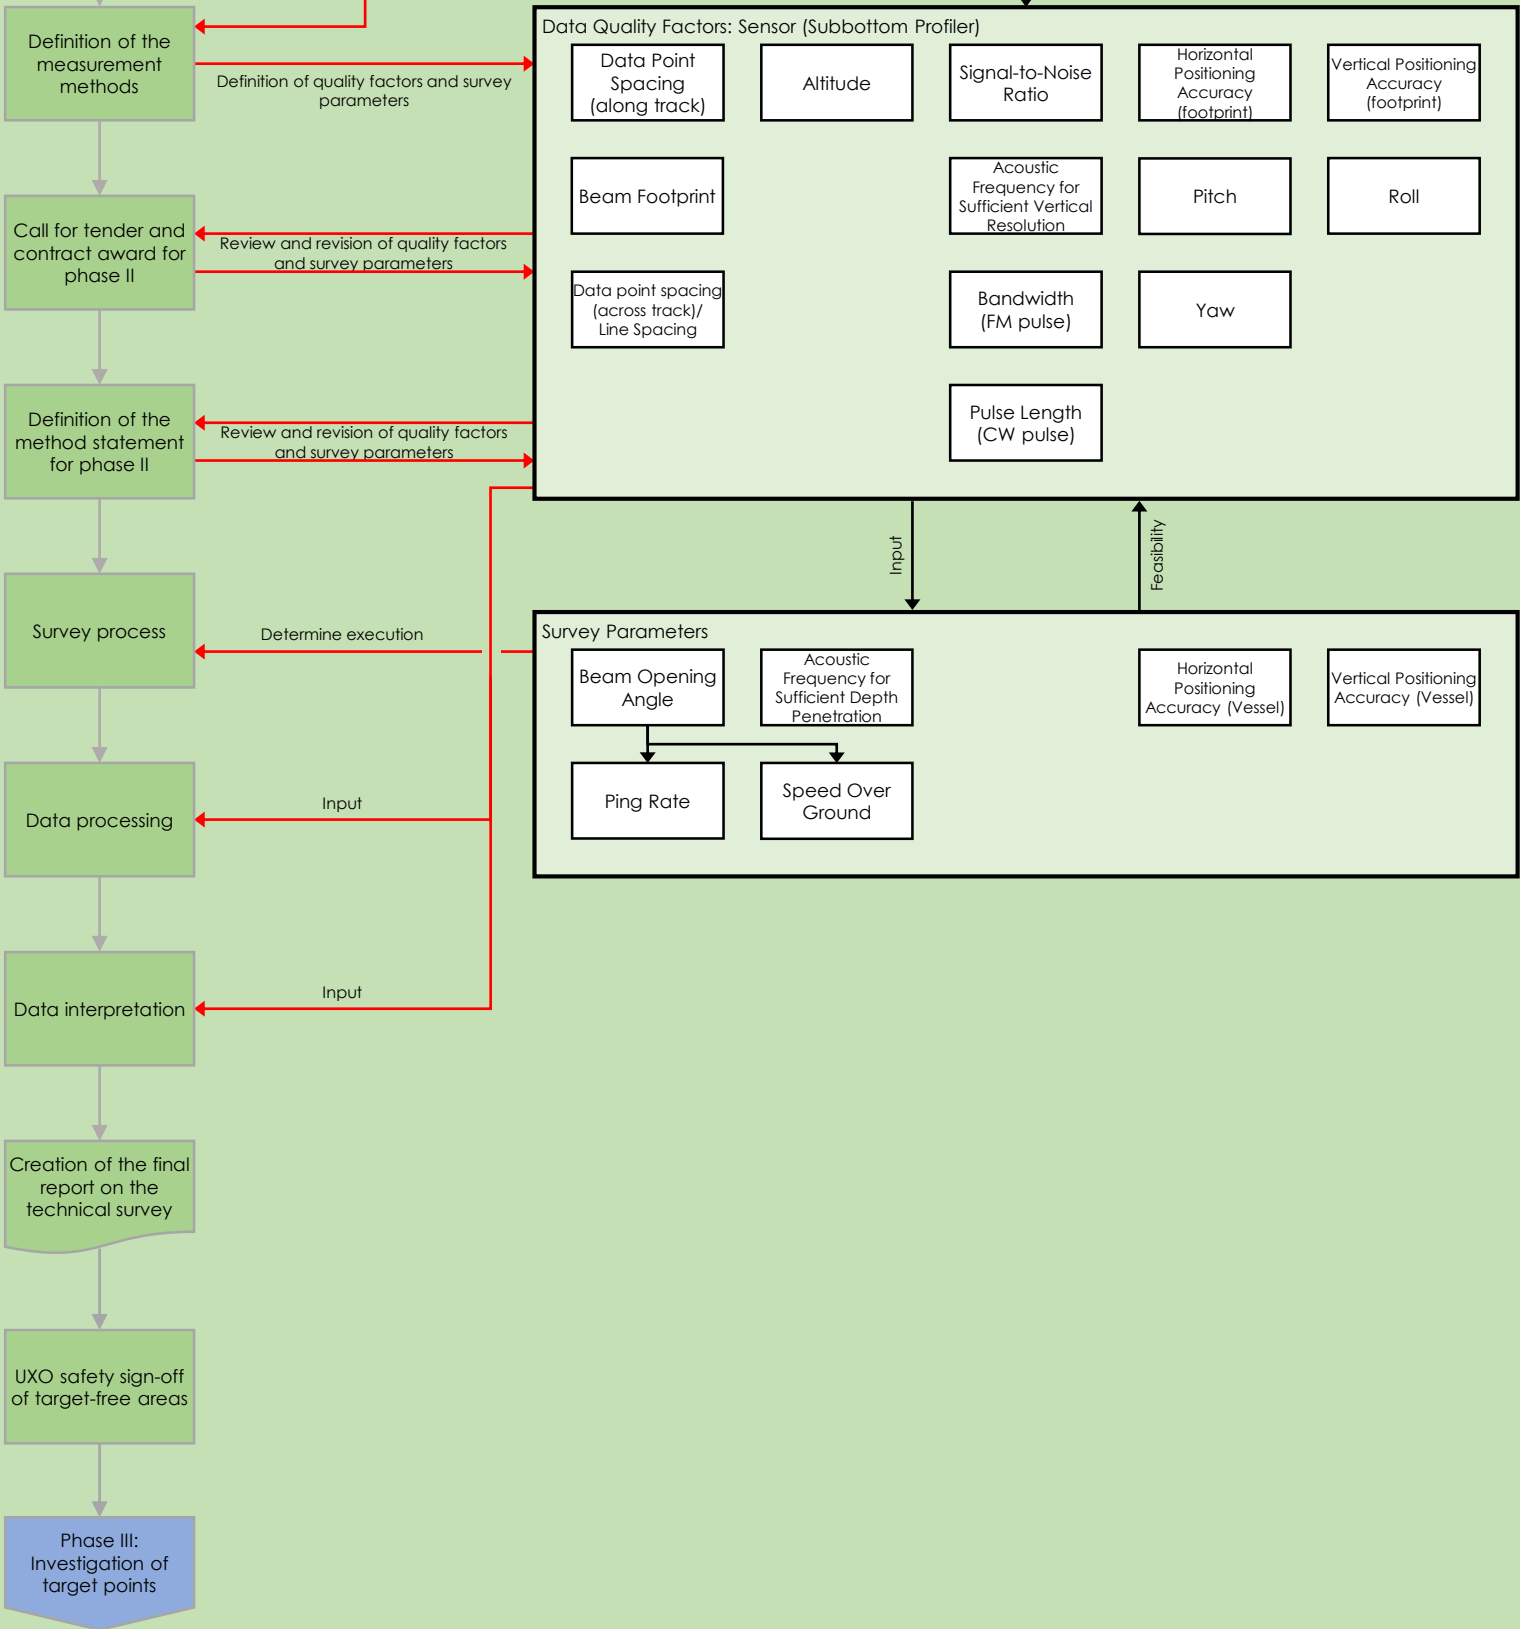 Definition of the
measurement
methods
Definition of quality factors and survey
parameters
Call for tender and
contract award for
phase II
Review and revision of quality factors
and survey parameters
Definition of the
method statement
for phase II
Review and revision of quality factors
and survey parameters
Survey process
Determine execution
Data processing
Input
Data interpretation
Input
Creation of the final
report on the
technical survey
UXO safety sign-off
of target-free areas
Phase III:
Investigation of
target points
Data Quality Factors: Sensor (Subbottom Profiler)
Data Point
Spacing
(along track)
Altitude
Signal-to-Noise
Ratio
Horizontal
Positioning
Accuracy
(footprint)
Vertical Positioning
Accuracy
(footprint)
Beam Footprint
Acoustic
Frequency for
Sufficient Vertical
Resolution
Pitch
Roll
Data point spacing
(across track)/
Line Spacing
Bandwidth
(FM pulse)
Yaw
Pulse Length
(CW pulse)
Input
Feasibility
Survey Parameters
Beam Opening
Angle
Acoustic
Frequency for
Sufficient Depth
Penetration
Horizontal
Positioning
Accuracy (Vessel)
Vertical Positioning
Accuracy (Vessel)
Ping Rate
Speed Over
Ground